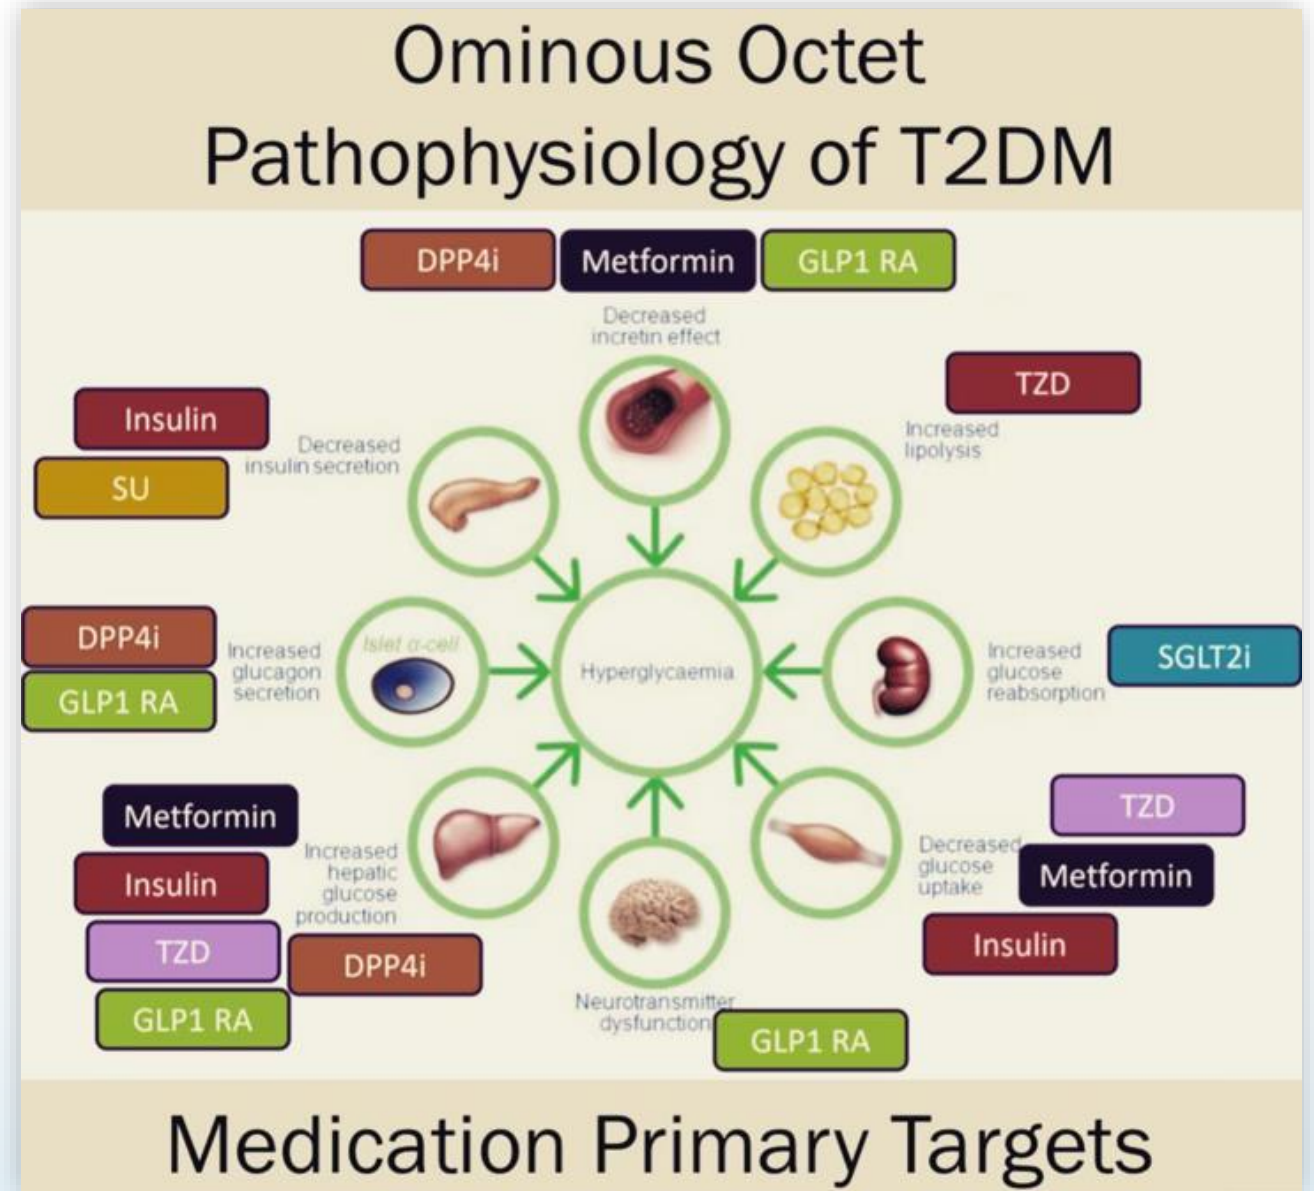 Ominous Octet
Pathophysiology of T2DM
DPP4i
Metformin
GLP1 RA
Decreased
incretin effect
TZD
Increased
lipolysis
Insulin
SU
Decreased
insulin secretion
DPP4i
GLP1 RA
Increased
glucagon
secretion
Islet α-cell
Hyperglycaemia
Increased
glucose
reabsorption
SGLT2i
Metformin
Insulin
TZD
DPP4i
GLP1 RA
Increased
hepatic
glucose
production
Neurotransmitter
dysfunction
GLP1 RA
Decreased
glucose
uptake
TZD
Metformin
Insulin
Medication Primary Targets